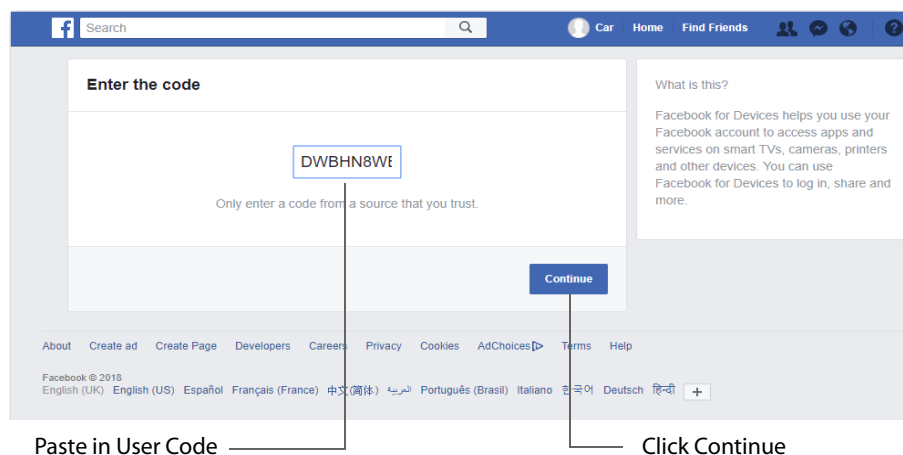 f Search Car Home Find Friends ?
Enter the code
DWBHN8WE
Only enter a code from a source that you trust.
Continue
What is this?
Facebook for Devices helps you use your
Facebook account to access apps and
services on smart TVs, cameras, printers
and other devices. You can use
Facebook for Devices to log in, share and
more.
About Create ad Create Page Developers Careers Privacy Cookies AdChoices Terms Help
Facebook © 2018
English (UK) English (US) Español Français (France) 中文(简体) العربية Português (Brasil) Italiano 한국어 Deutsch हिन्दी +
Paste in User Code Click Continue